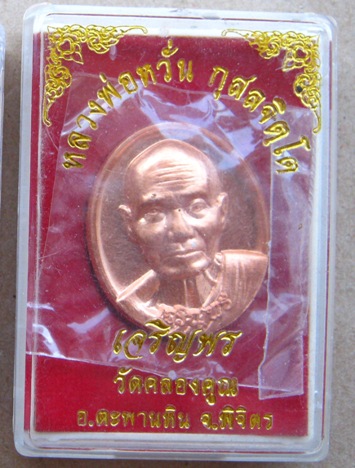 หลวงพ่อหวั่น กุสลจิตฺโต
เจริญพร
วัดคลองคูณ
อ.ตะพานหิน จ.พิจิตร